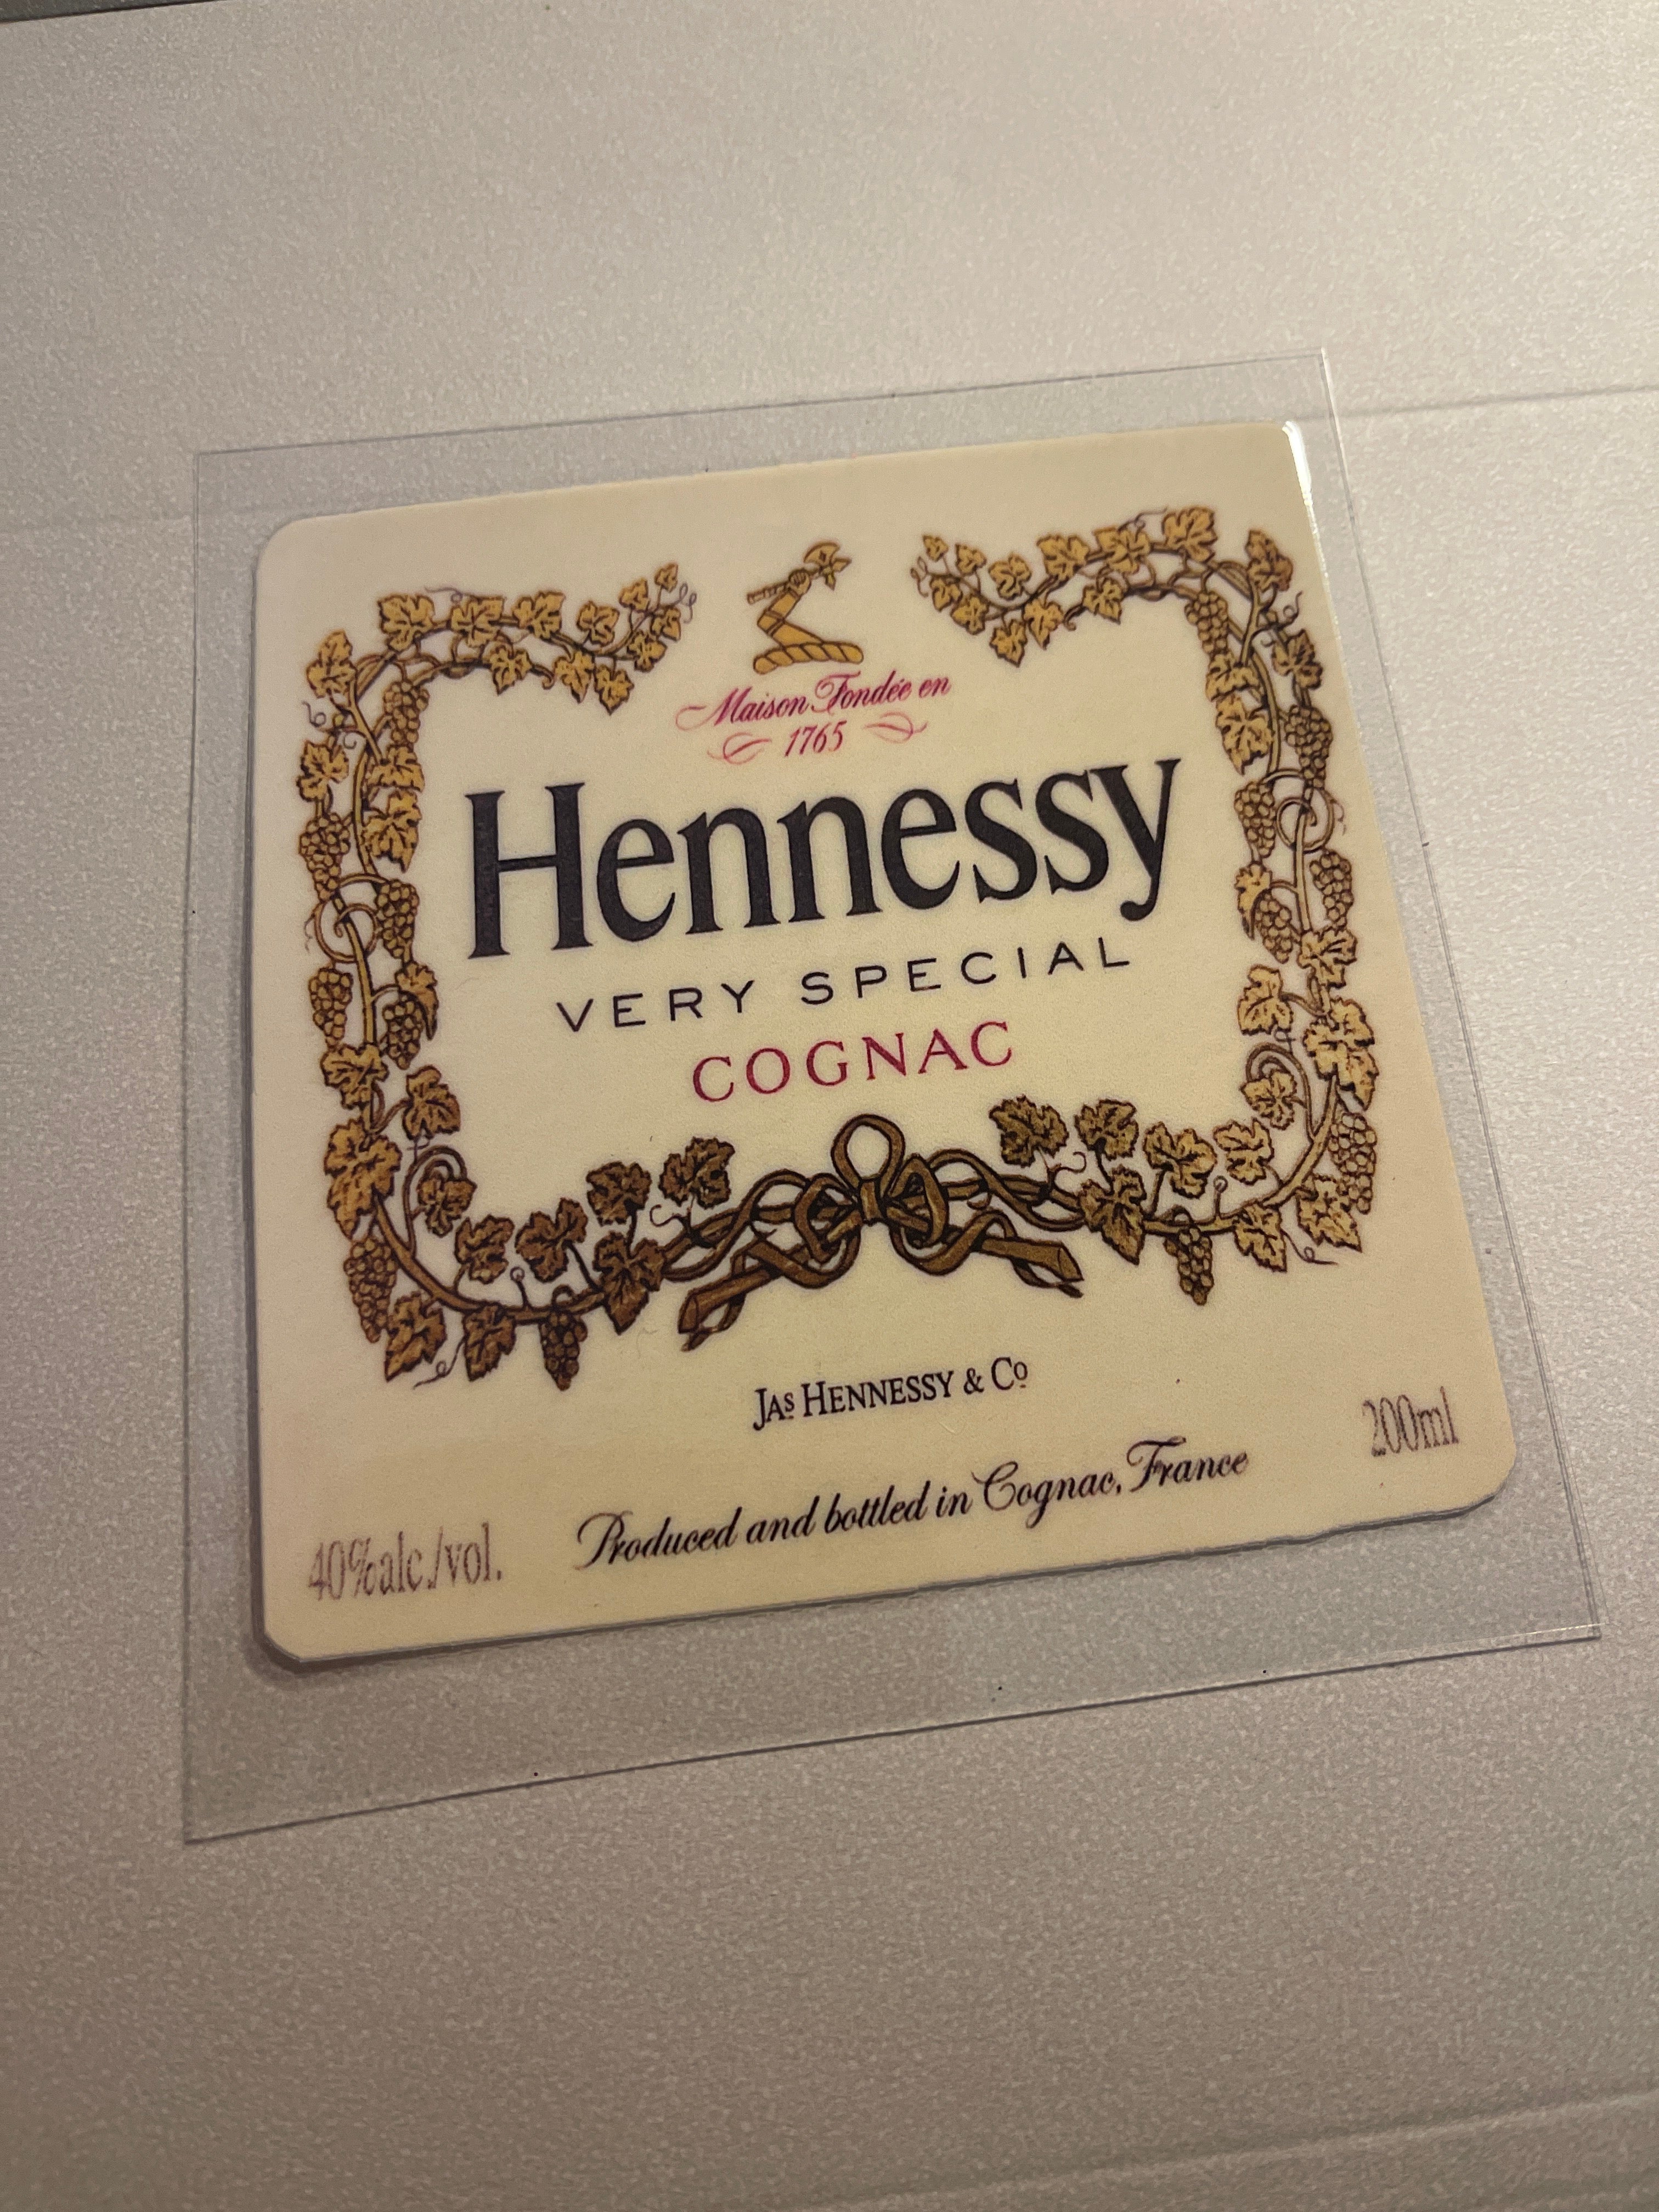 Maison Fondée en
1765
Hennessy
VERY SPECIAL
COGNAC
JAS HENNESSY & CO
200ml
Produced and bottled in Cognac, France
40%alc./vol.